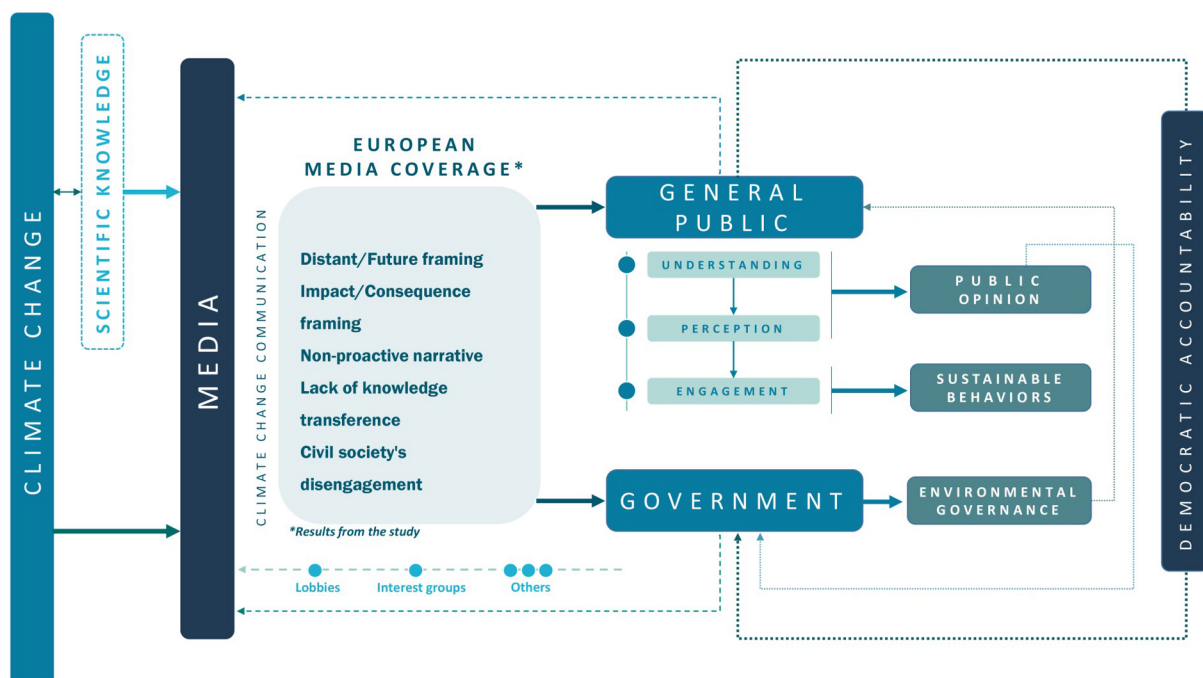 CLIMATE CHANGE
SCIENTIFIC KNOWLEDGE
MEDIA
CLIMATE CHANGE COMMUNICATION
EUROPEAN
MEDIA COVERAGE*
Distant/Future framing
Impact/Consequence
framing
Non-proactive narrative
Lack of knowledge
transference
Civil society's
disengagement
*Results from the study
Lobbies
Interest groups
Others
GENERAL
PUBLIC
UNDERSTANDING
PERCEPTION
ENGAGEMENT
PUBLIC
OPINION
SUSTAINABLE
BEHAVIORS
GOVERNMENT
ENVIRONMENTAL
GOVERNANCE
DEMOCRATIC ACCOUNTABILITY